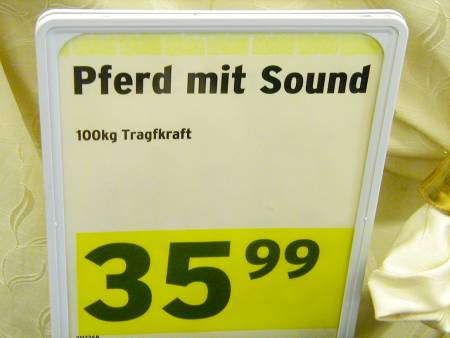 Pferd mit Sound
100kg Tragfkraft
35 99